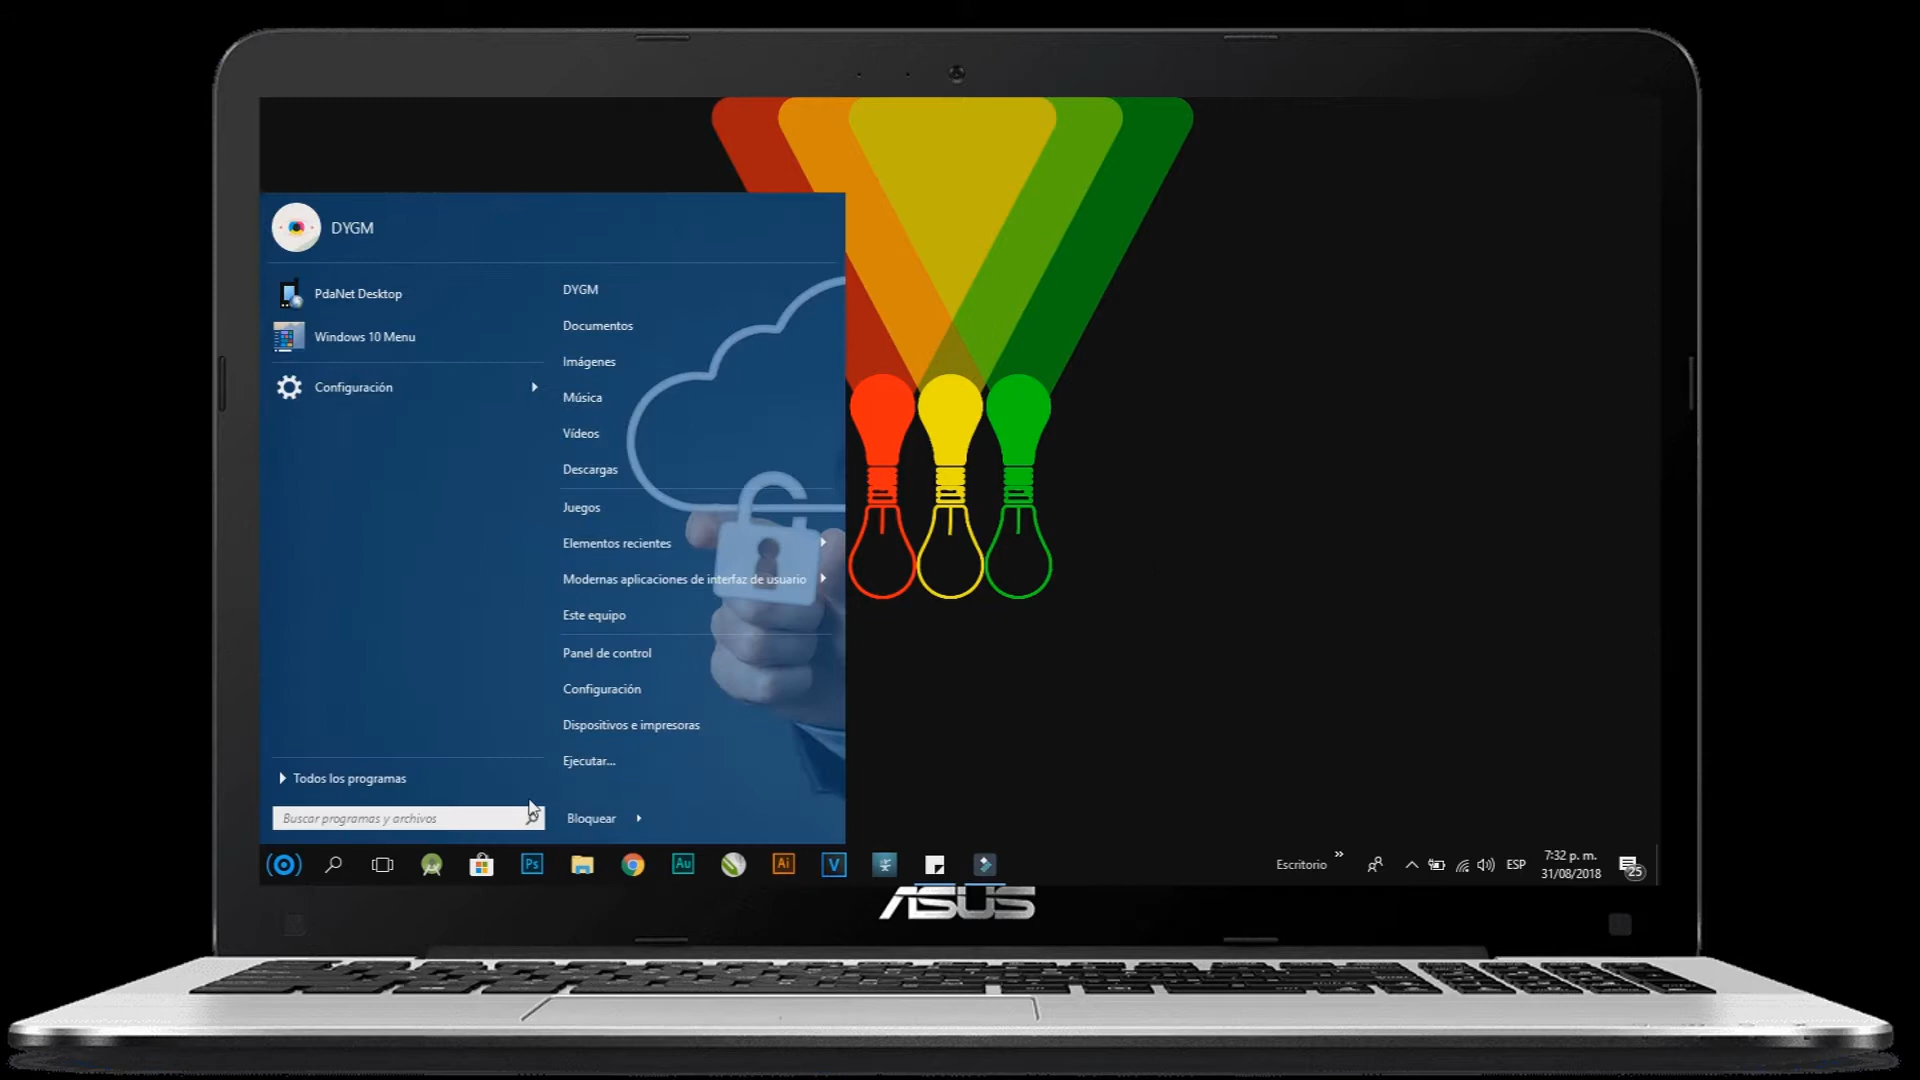 DYGM
PdaNet Desktop
Windows 10 Menu
Configuración
Todos los programas
Buscar programas y archivos
DYGM
Documentos
Imágenes
Música
Vídeos
Descargas
Juegos
Elementos recientes
Modernas aplicaciones de interfaz de usuario
Este equipo
Panel de control
Configuración
Dispositivos e impresoras
Ejecutar...
Bloquear
Ps
Au
Ai
V
Escritorio
ESP
7:32 p. m.
31/08/2018
25
ASUS